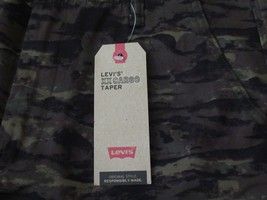 LEVI'S®
XX CARGO
TAPER
Levi's
ORIGINAL STYLE
RESPONSIBLY MADE